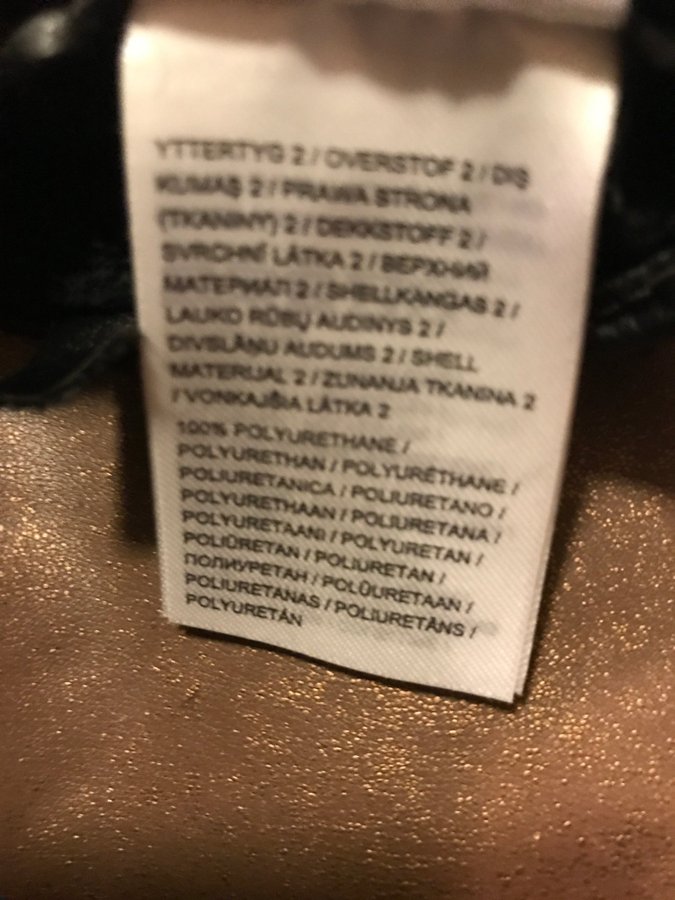 YTTERTYG 2 / OVERSTOF 2 / DIŞ
KUMAŞ 2 / PRAWA STRONA
(TKANINY) 2 / DEKKSTOFF 2 /
SVRCHNÍ LÁTKA 2 / ВЕРХНИЙ
МАТЕРИАЛ 2 / SHELLKANGAS 2 /
LAUKO RŪBŲ AUDINYS 2 /
DIVSLĀŅU AUDUMS 2 / SHELL
MATERIJAL 2 / ZUNANJA TKANINA 2
/ VONKAJŠIA LÁTKA 2
100% POLYURETHANE /
POLYURETHAN / POLYURÉTHANE /
POLIURETANICA / POLIURETANO /
POLYURETHAAN / POLIURETANA /
POLYURETAANI / POLYURETAN /
POLIÜRETAN / POLIURETAN /
ПОЛИУРЕТАН / POLÜURETAAN /
POLIURETANAS / POLIURETĀNS /
POLYURETÁN